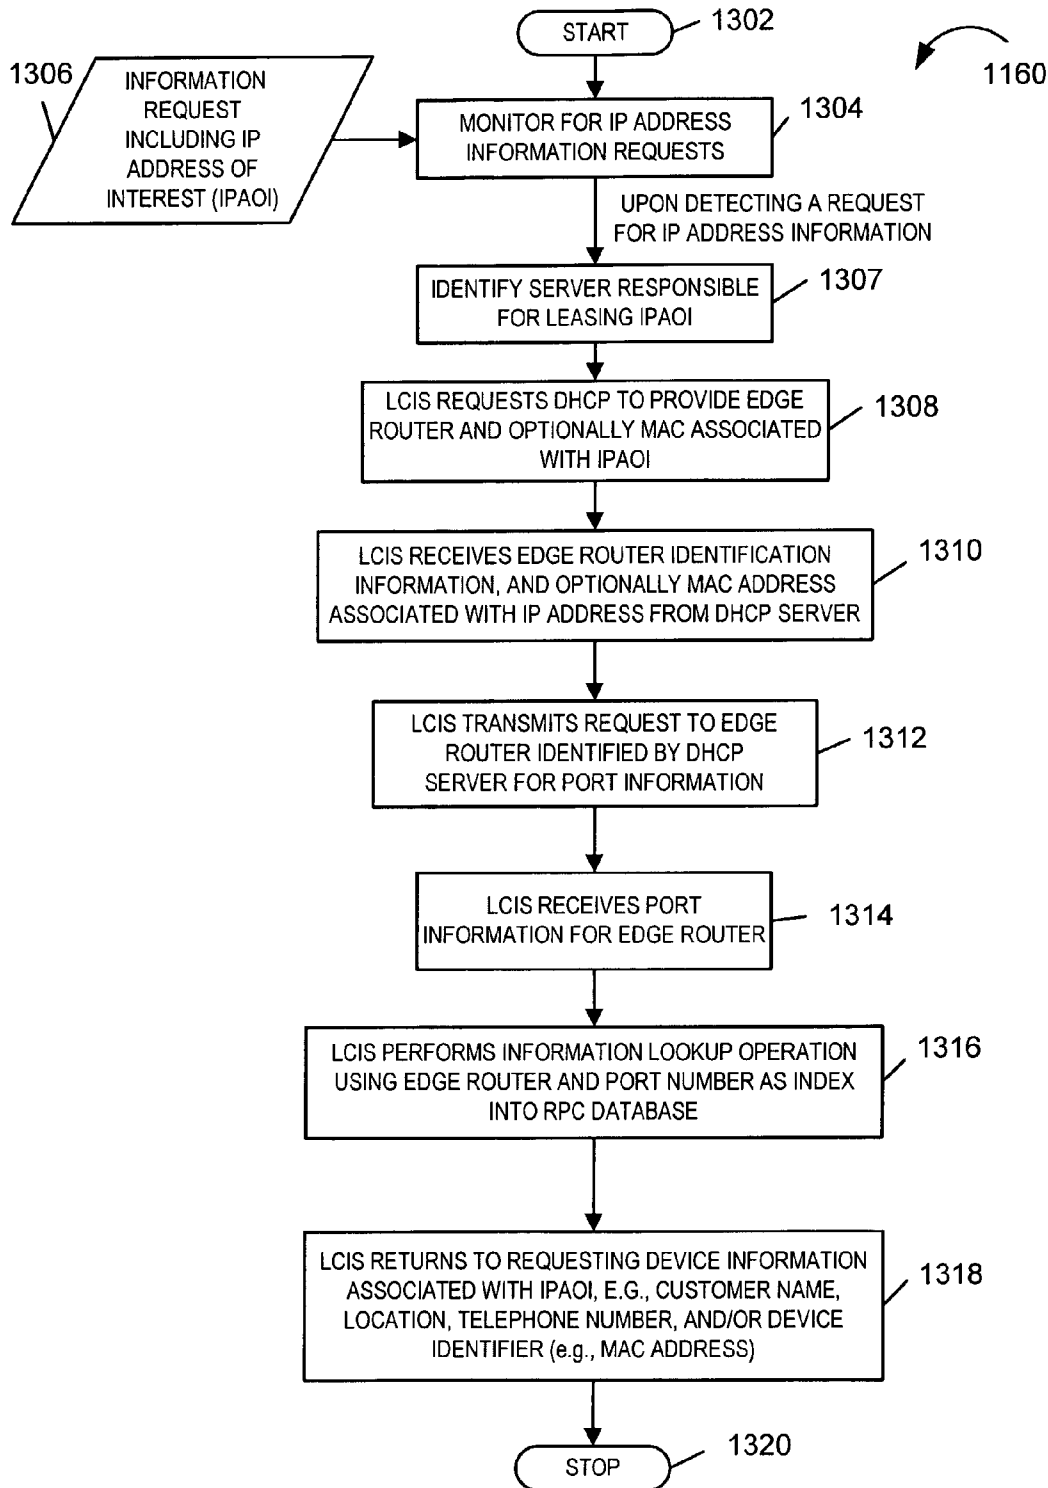 START
1302
1160
1306
INFORMATION
REQUEST
INCLUDING IP
ADDRESS OF
INTEREST (IPAOI)
MONITOR FOR IP ADDRESS
INFORMATION REQUESTS
1304
UPON DETECTING A REQUEST
FOR IP ADDRESS INFORMATION
IDENTIFY SERVER RESPONSIBLE
FOR LEASING IPAOI
1307
LCIS REQUESTS DHCP TO PROVIDE EDGE
ROUTER AND OPTIONALLY MAC ASSOCIATED
WITH IPAOI
1308
LCIS RECEIVES EDGE ROUTER IDENTIFICATION
INFORMATION, AND OPTIONALLY MAC ADDRESS
ASSOCIATED WITH IP ADDRESS FROM DHCP SERVER
1310
LCIS TRANSMITS REQUEST TO EDGE
ROUTER IDENTIFIED BY DHCP
SERVER FOR PORT INFORMATION
1312
LCIS RECEIVES PORT
INFORMATION FOR EDGE ROUTER
1314
LCIS PERFORMS INFORMATION LOOKUP OPERATION
USING EDGE ROUTER AND PORT NUMBER AS INDEX
INTO RPC DATABASE
1316
LCIS RETURNS TO REQUESTING DEVICE INFORMATION
ASSOCIATED WITH IPAOI, E.G., CUSTOMER NAME,
LOCATION, TELEPHONE NUMBER, AND/OR DEVICE
IDENTIFIER (e.g., MAC ADDRESS)
1318
STOP
1320